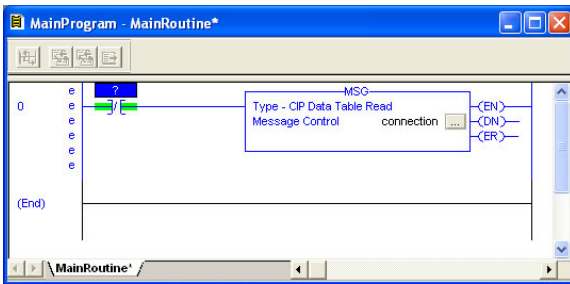 MainProgram - MainRoutine*
?
MSG
0
e
e
e
e
e
e
Type - CIP Data Table Read
Message Control connection ...
(EN)
(DN)
(ER)
(End)
MainRoutine*